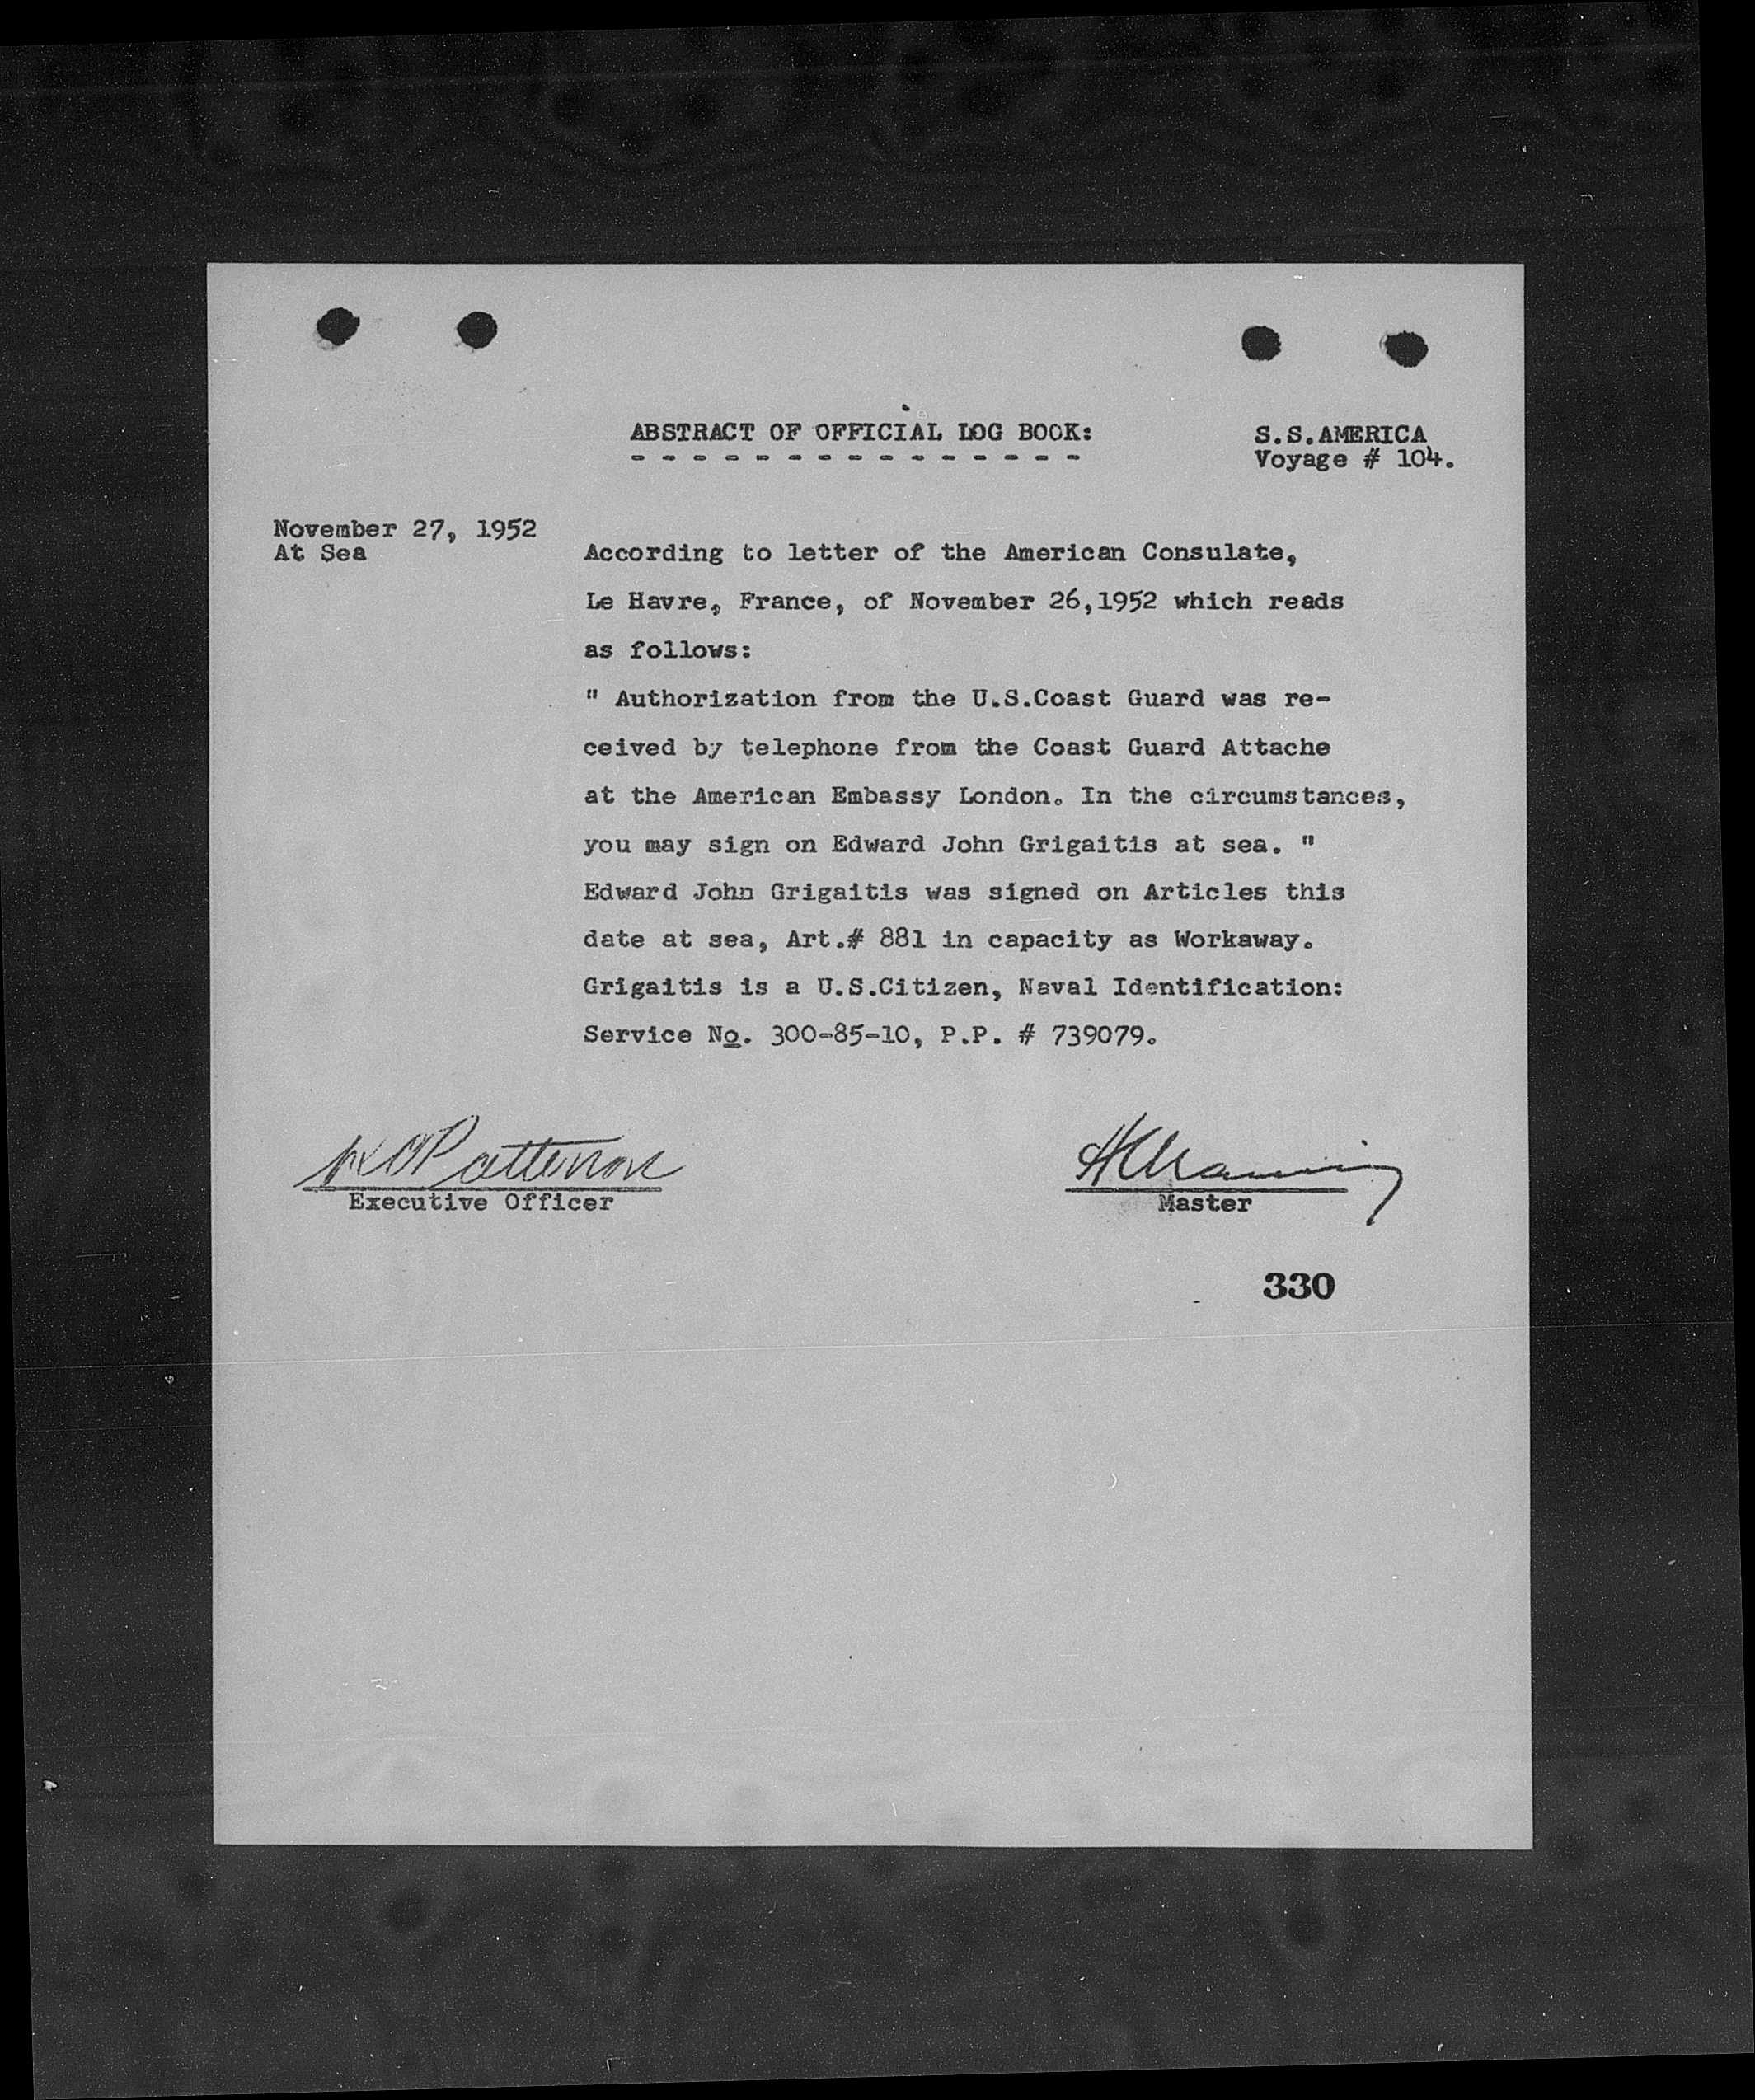 ABSTRACT OF OFFICIAL LOG BOOK:
S.S.AMERICA
Voyage # 104.
November 27, 1952
At Sea
According to letter of the American Consulate,
Le Havre, France, of November 26,1952 which reads
as follows:
" Authorization from the U.S.Coast Guard was re-
ceived by telephone from the Coast Guard Attache
at the American Embassy London. In the circumstances,
you may sign on Edward John Grigaitis at sea. "
Edward John Grigaitis was signed on Articles this
date at sea, Art.# 881 in capacity as Workaway.
Grigaitis is a U.S.Citizen, Naval Identification:
Service No. 300-85-10, P.P. # 739079.
Patterson
Executive Officer
Manning
Master
330